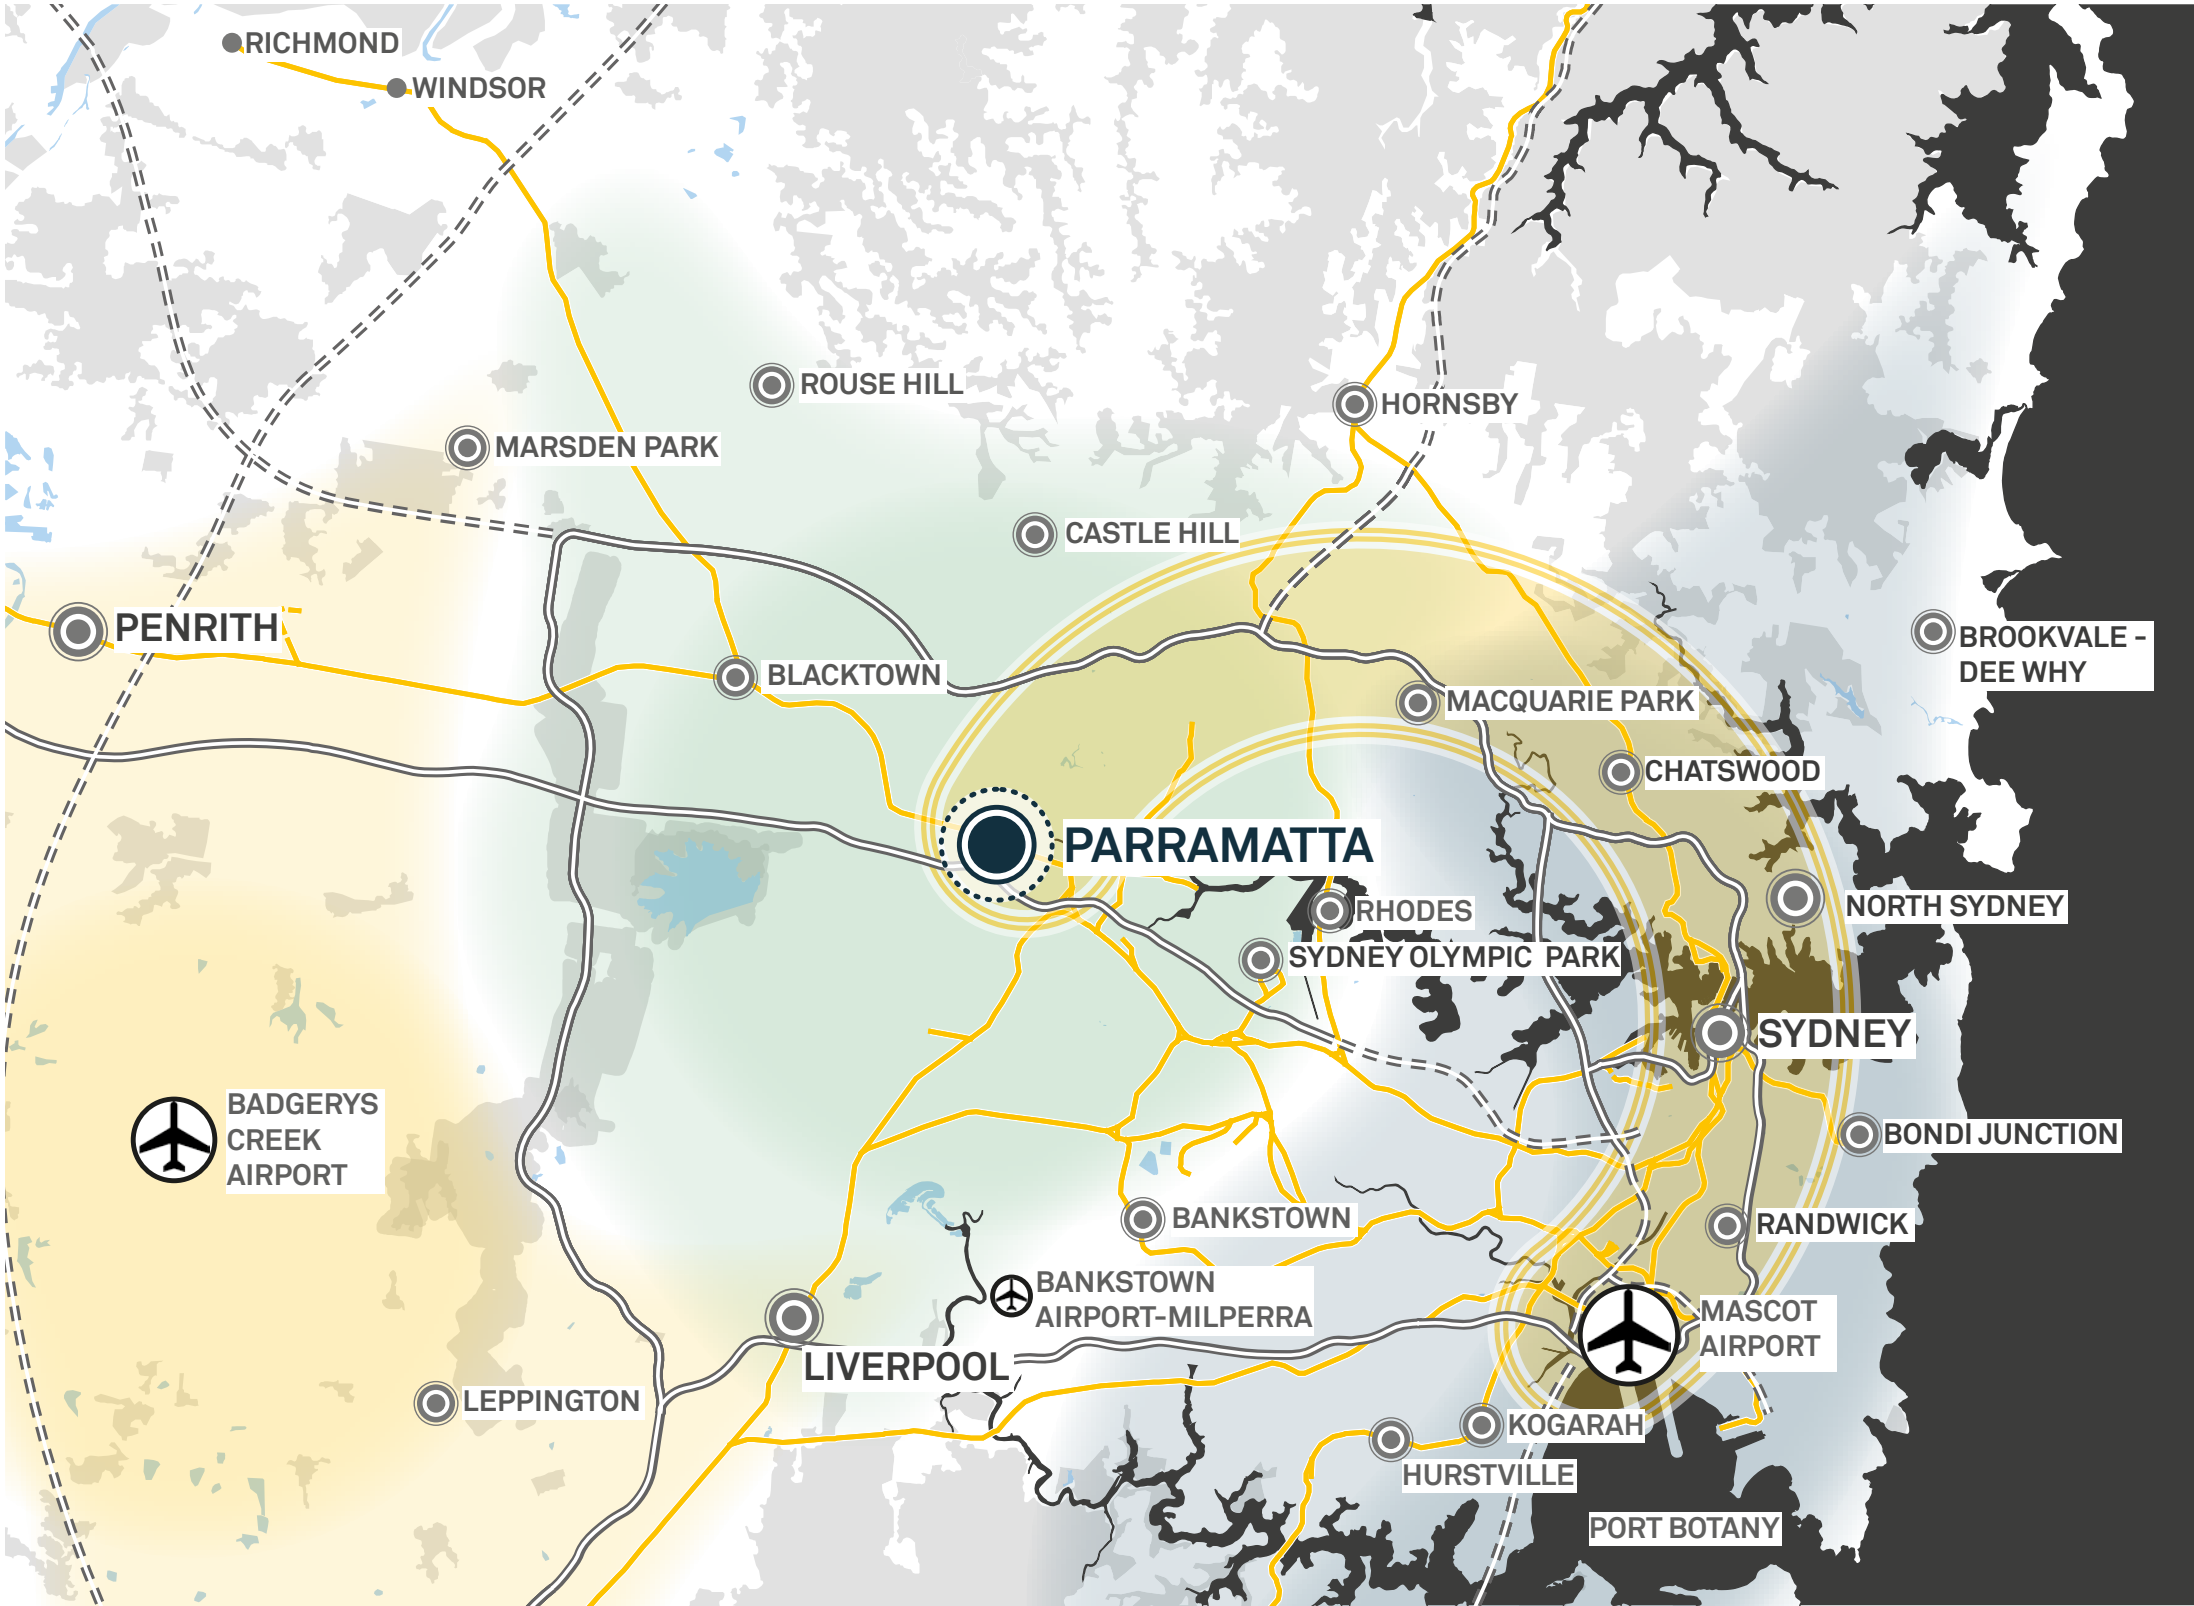 RICHMOND
WINDSOR
ROUSE HILL
HORNSBY
MARSDEN PARK
CASTLE HILL
PENRITH
BROOKVALE -
DEE WHY
BLACKTOWN
MACQUARIE PARK
CHATSWOOD
PARRAMATTA
RHODES
NORTH SYDNEY
SYDNEY OLYMPIC PARK
SYDNEY
BADGERYS
CREEK
AIRPORT
BONDI JUNCTION
BANKSTOWN
RANDWICK
BANKSTOWN
AIRPORT-MILPERRA
MASCOT
AIRPORT
LIVERPOOL
LEPPINGTON
KOGARAH
HURSTVILLE
PORT BOTANY